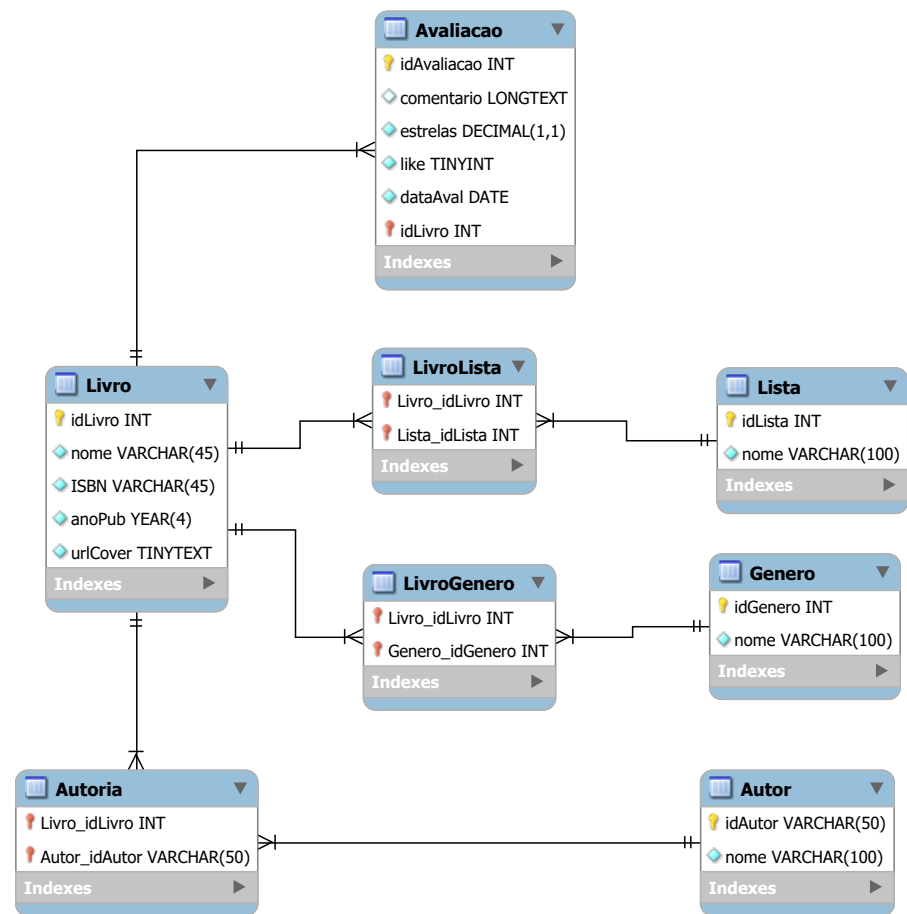 Avaliacao
idAvaliacao INT
comentario LONGTEXT
estrelas DECIMAL(1,1)
like TINYINT
dataAval DATE
idLivro INT
Indexes
Livro
idLivro INT
nome VARCHAR(45)
ISBN VARCHAR(45)
anoPub YEAR(4)
urlCover TINYTEXT
Indexes
LivroLista
Livro_idLivro INT
Lista_idLista INT
Indexes
Lista
idLista INT
nome VARCHAR(100)
Indexes
LivroGenero
Livro_idLivro INT
Genero_idGenero INT
Indexes
Genero
idGenero INT
nome VARCHAR(100)
Indexes
Autoria
Livro_idLivro INT
Autor_idAutor VARCHAR(50)
Indexes
Autor
idAutor VARCHAR(50)
nome VARCHAR(100)
Indexes